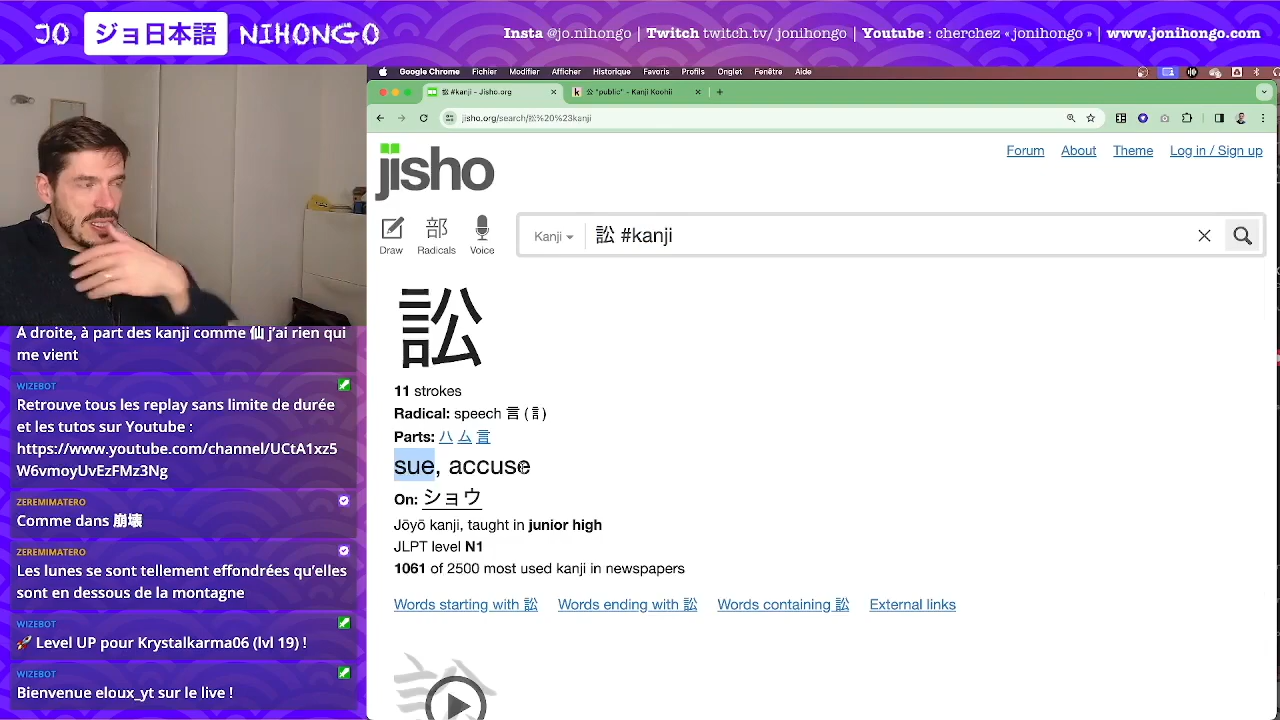 JO ジョ日本語 NIHONGO
Insta @jo.nihongo | Twitch twitch.tv/ jonihongo | Youtube : cherchez « jonihongo » | www.jonihongo.com
Google Chrome Fichier Modifier Afficher Historique Favoris Profils Onglet Fenêtre Aide
訟 #kanji - Jisho.org
公 "public" - Kanji Koohii
jisho.org/search/訟%20%23kanji
jisho
Forum About Theme Log in / Sign up
Draw Radicals Voice
部
Kanji
訟 #kanji
訟
11 strokes
Radical: speech 言 (訁)
Parts: ハ ム 言
sue, accuse
On: ショウ
Jōyō kanji, taught in junior high
JLPT level N1
1061 of 2500 most used kanji in newspapers
Words starting with 訟 Words ending with 訟 Words containing 訟 External links
A droite, à part des kanji comme 仙 j'ai rien qui
me vient
WIZEBOT
Retrouve tous les replay sans limite de durée
et les tutos sur Youtube :
https://www.youtube.com/channel/UCtA1xz5
W6vmoyUvEzFMz3Ng
ZEREMIMATERO
Comme dans 崩壊
ZEREMIMATERO
Les lunes se sont tellement effondrées qu'elles
sont en dessous de la montagne
WIZEBOT
🚀 Level UP pour Krystalkarma06 (lvl 19) !
WIZEBOT
Bienvenue eloux_yt sur le live !